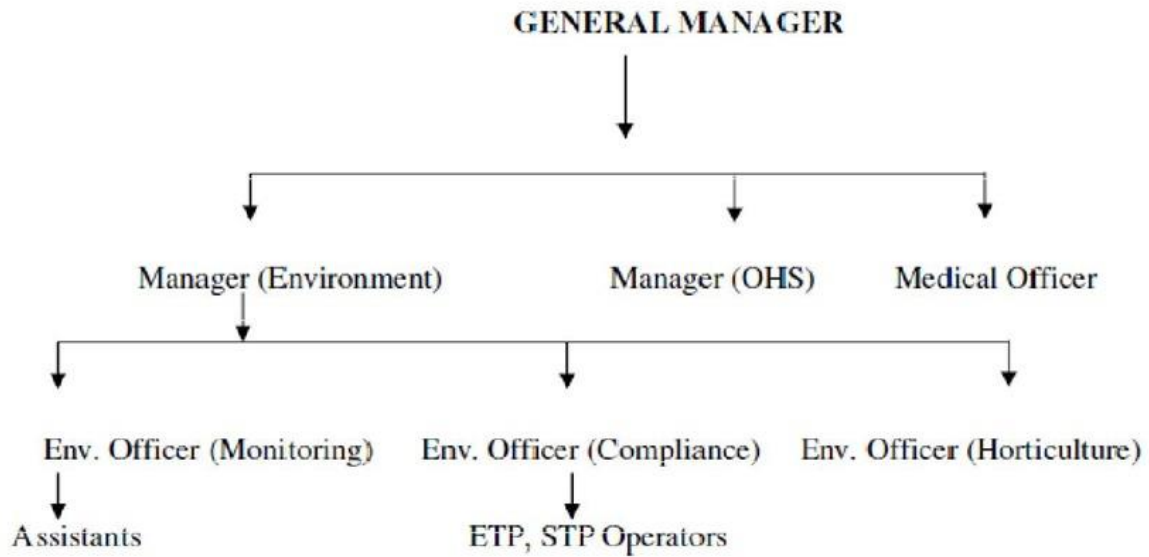 GENERAL MANAGER
Manager (Environment) Manager (OHS) Medical Officer
Env. Officer (Monitoring) Env. Officer (Compliance) Env. Officer (Horticulture)
Assistants ETP, STP Operators